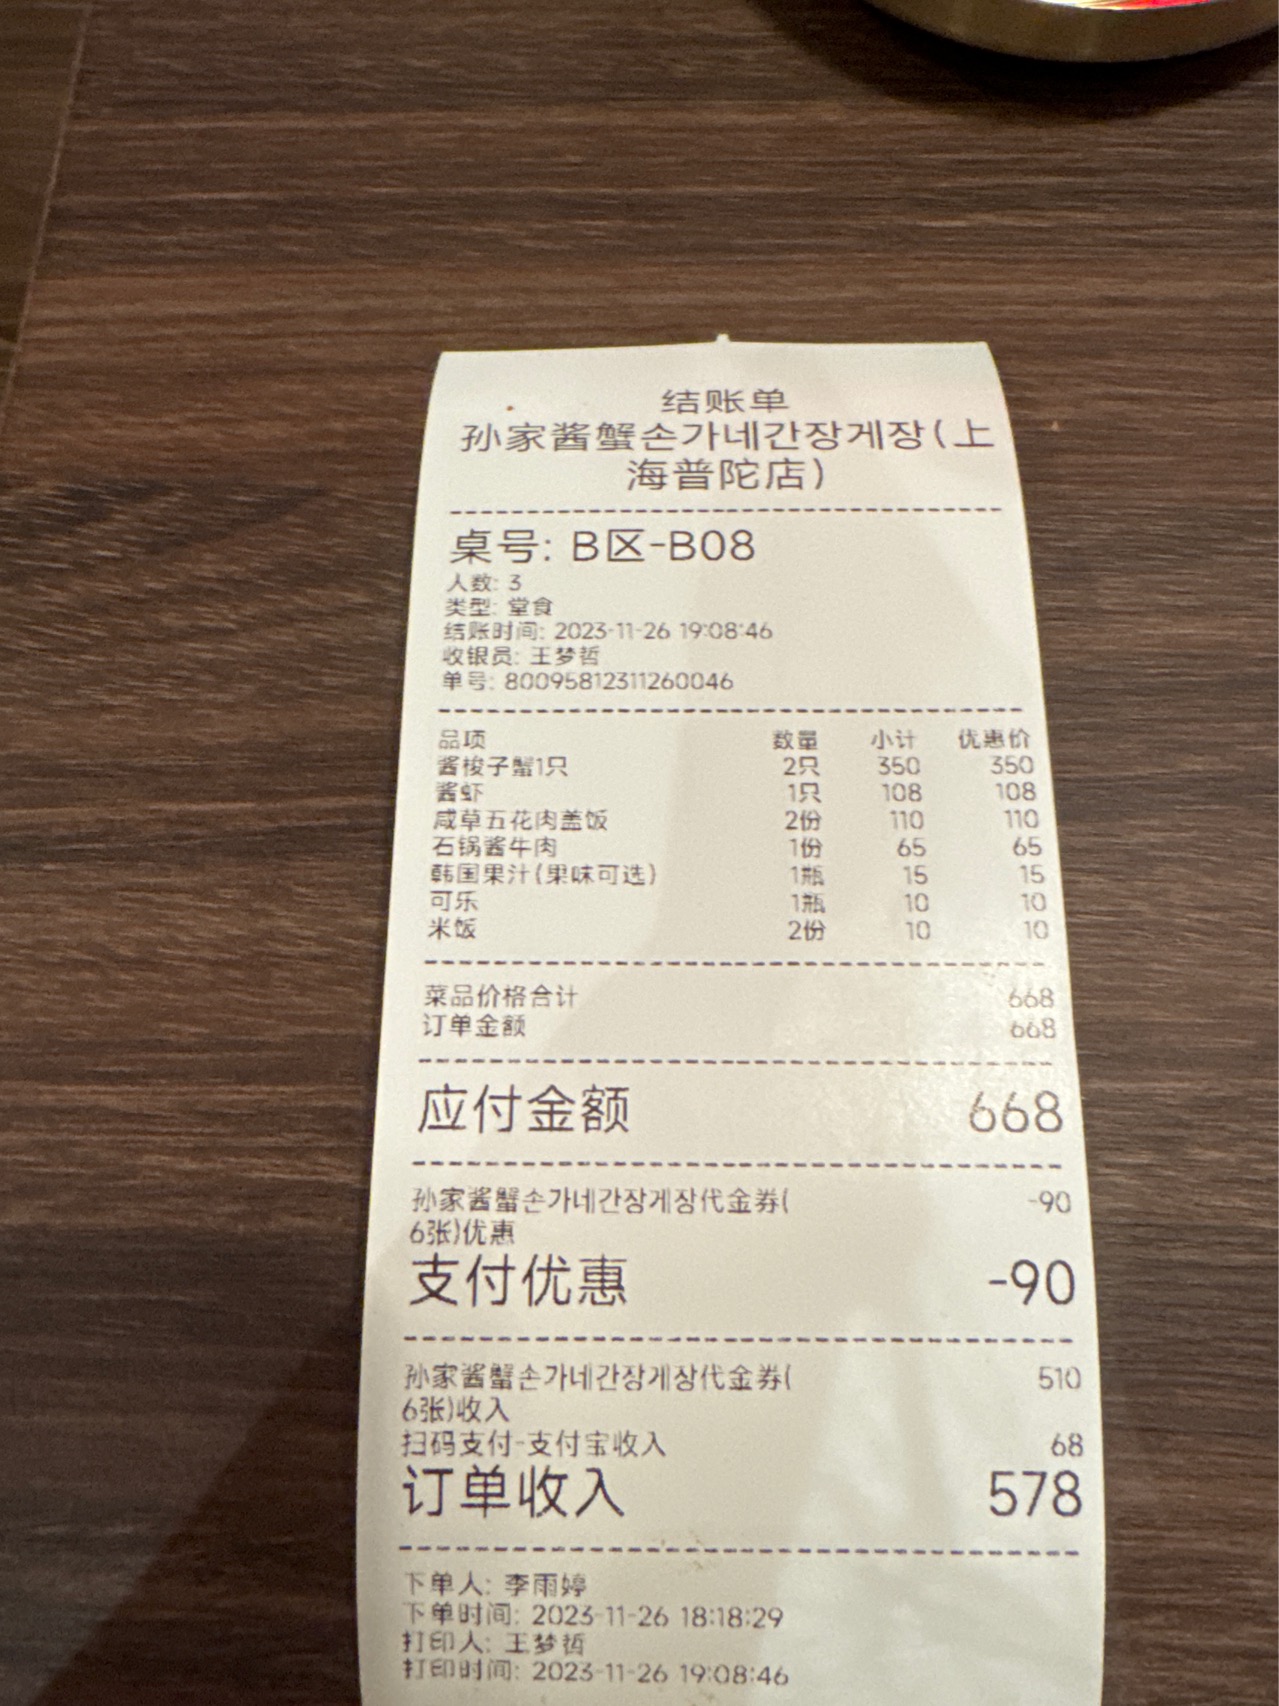 结账单
孙家酱蟹손가네간장게장(上
海普陀店)
桌号: B区-B08
人数: 3
类型: 堂食
结账时间: 2023-11-26 19:08:46
收银员: 王梦哲
单号: 80095812311260046
品项 数量 小计 优惠价
酱梭子蟹1只 2只 350 350
酱虾 1只 108 108
咸草五花肉盖饭 2份 110 110
石锅酱牛肉 1份 65 65
韩国果汁(果味可选) 1瓶 15 15
可乐 1瓶 10 10
米饭 2份 10 10
菜品价格合计 668
订单金额 668
应付金额 668
孙家酱蟹손가네간장게장代金券( -90
6张)优惠
支付优惠 -90
孙家酱蟹손가네간장게장代金券( 510
6张)收入
扫码支付-支付宝收入 68
订单收入 578
下单人: 李雨婷
下单时间: 2023-11-26 18:18:29
打印人: 王梦哲
打印时间: 2023-11-26 19:08:46